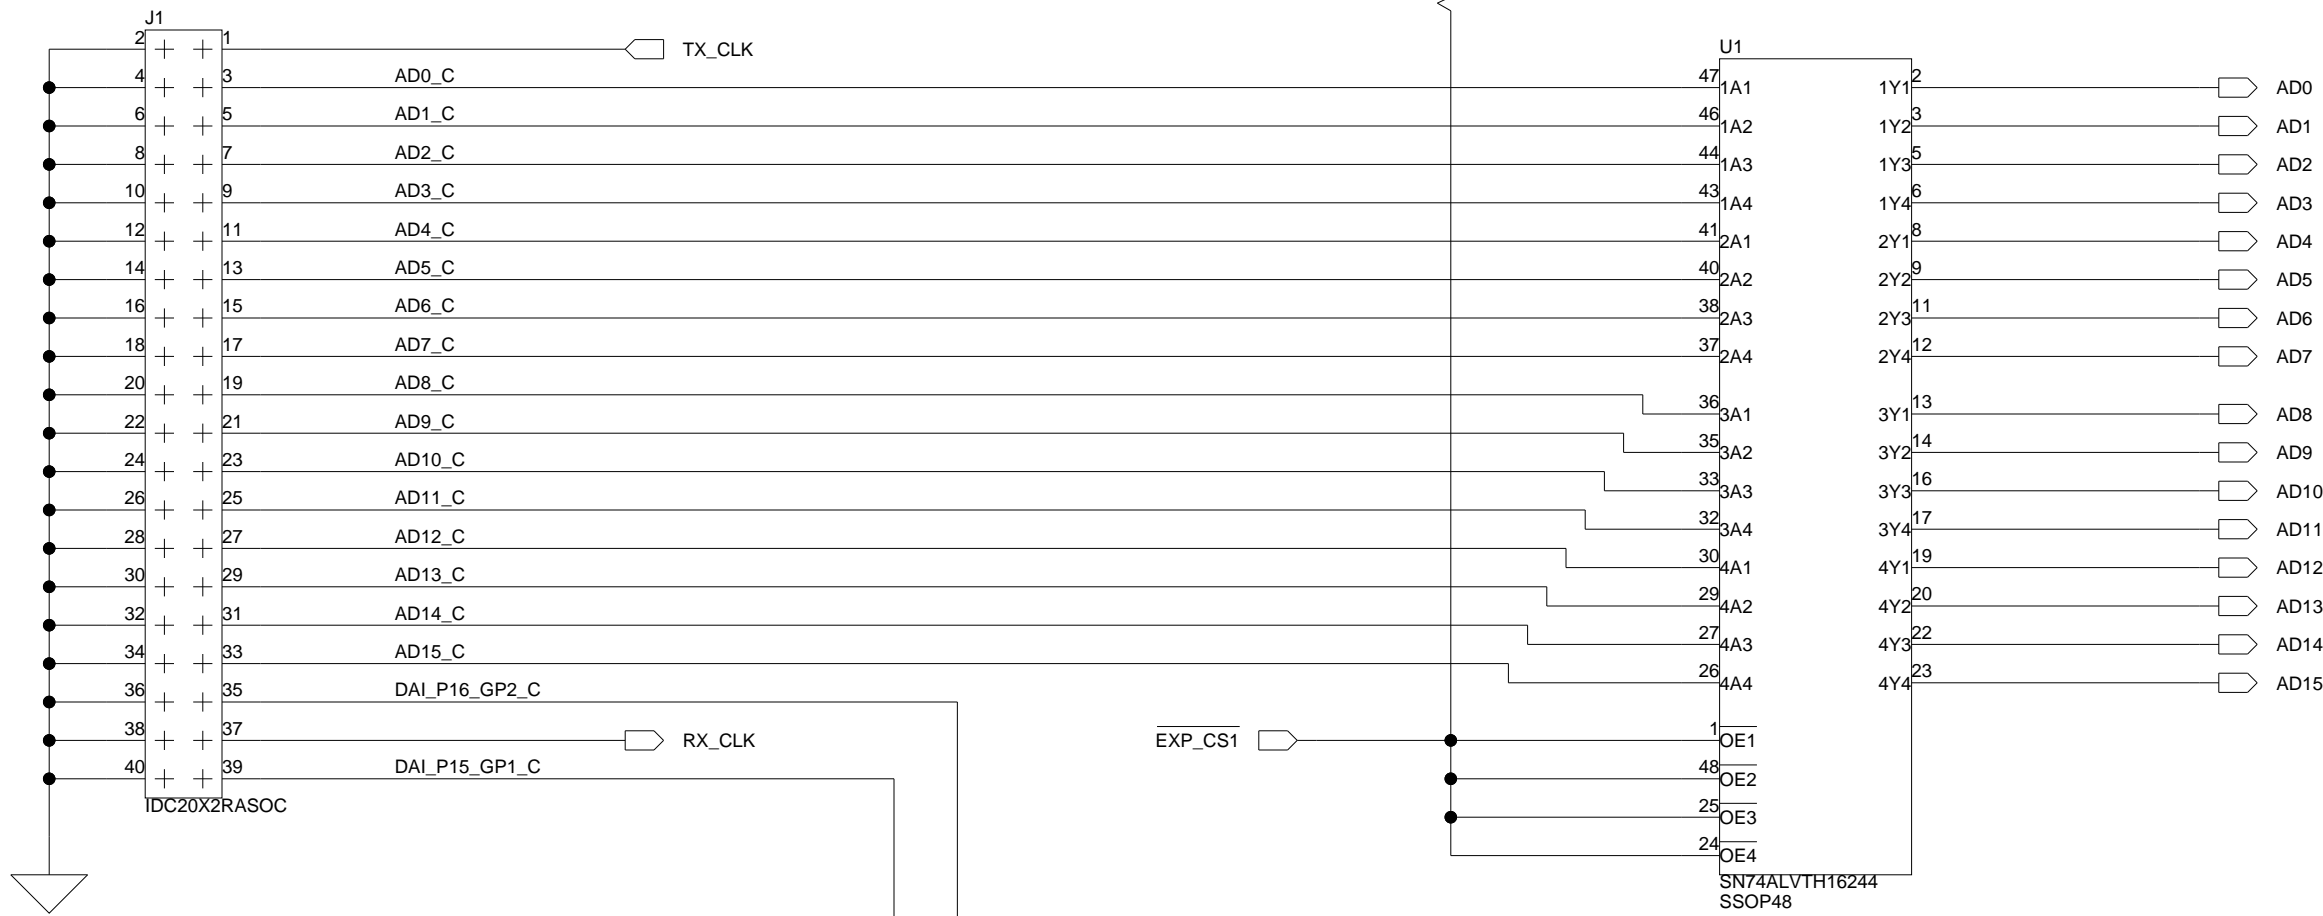 J1
U1
2 1 TX_CLK
4 3 AD0_C 47 1A1 1Y1 2 AD0
6 5 AD1_C 46 1A2 1Y2 3 AD1
8 7 AD2_C 44 1A3 1Y3 5 AD2
10 9 AD3_C 43 1A4 1Y4 6 AD3
12 11 AD4_C 41 2A1 2Y1 8 AD4
14 13 AD5_C 40 2A2 2Y2 9 AD5
16 15 AD6_C 38 2A3 2Y3 11 AD6
18 17 AD7_C 37 2A4 2Y4 12 AD7
20 19 AD8_C 36 3A1 3Y1 13 AD8
22 21 AD9_C 35 3A2 3Y2 14 AD9
24 23 AD10_C 33 3A3 3Y3 16 AD10
26 25 AD11_C 32 3A4 3Y4 17 AD11
28 27 AD12_C 30 4A1 4Y1 19 AD12
30 29 AD13_C 29 4A2 4Y2 20 AD13
32 31 AD14_C 27 4A3 4Y3 22 AD14
34 33 AD15_C 26 4A4 4Y4 23 AD15
36 35 DAI_P16_GP2_C
38 37 RX_CLK EXP_CS1 1 OE1
40 39 DAI_P15_GP1_C 48 OE2
IDC20X2RASOC 25 OE3
24 OE4
SN74ALVTH16244
SSOP48